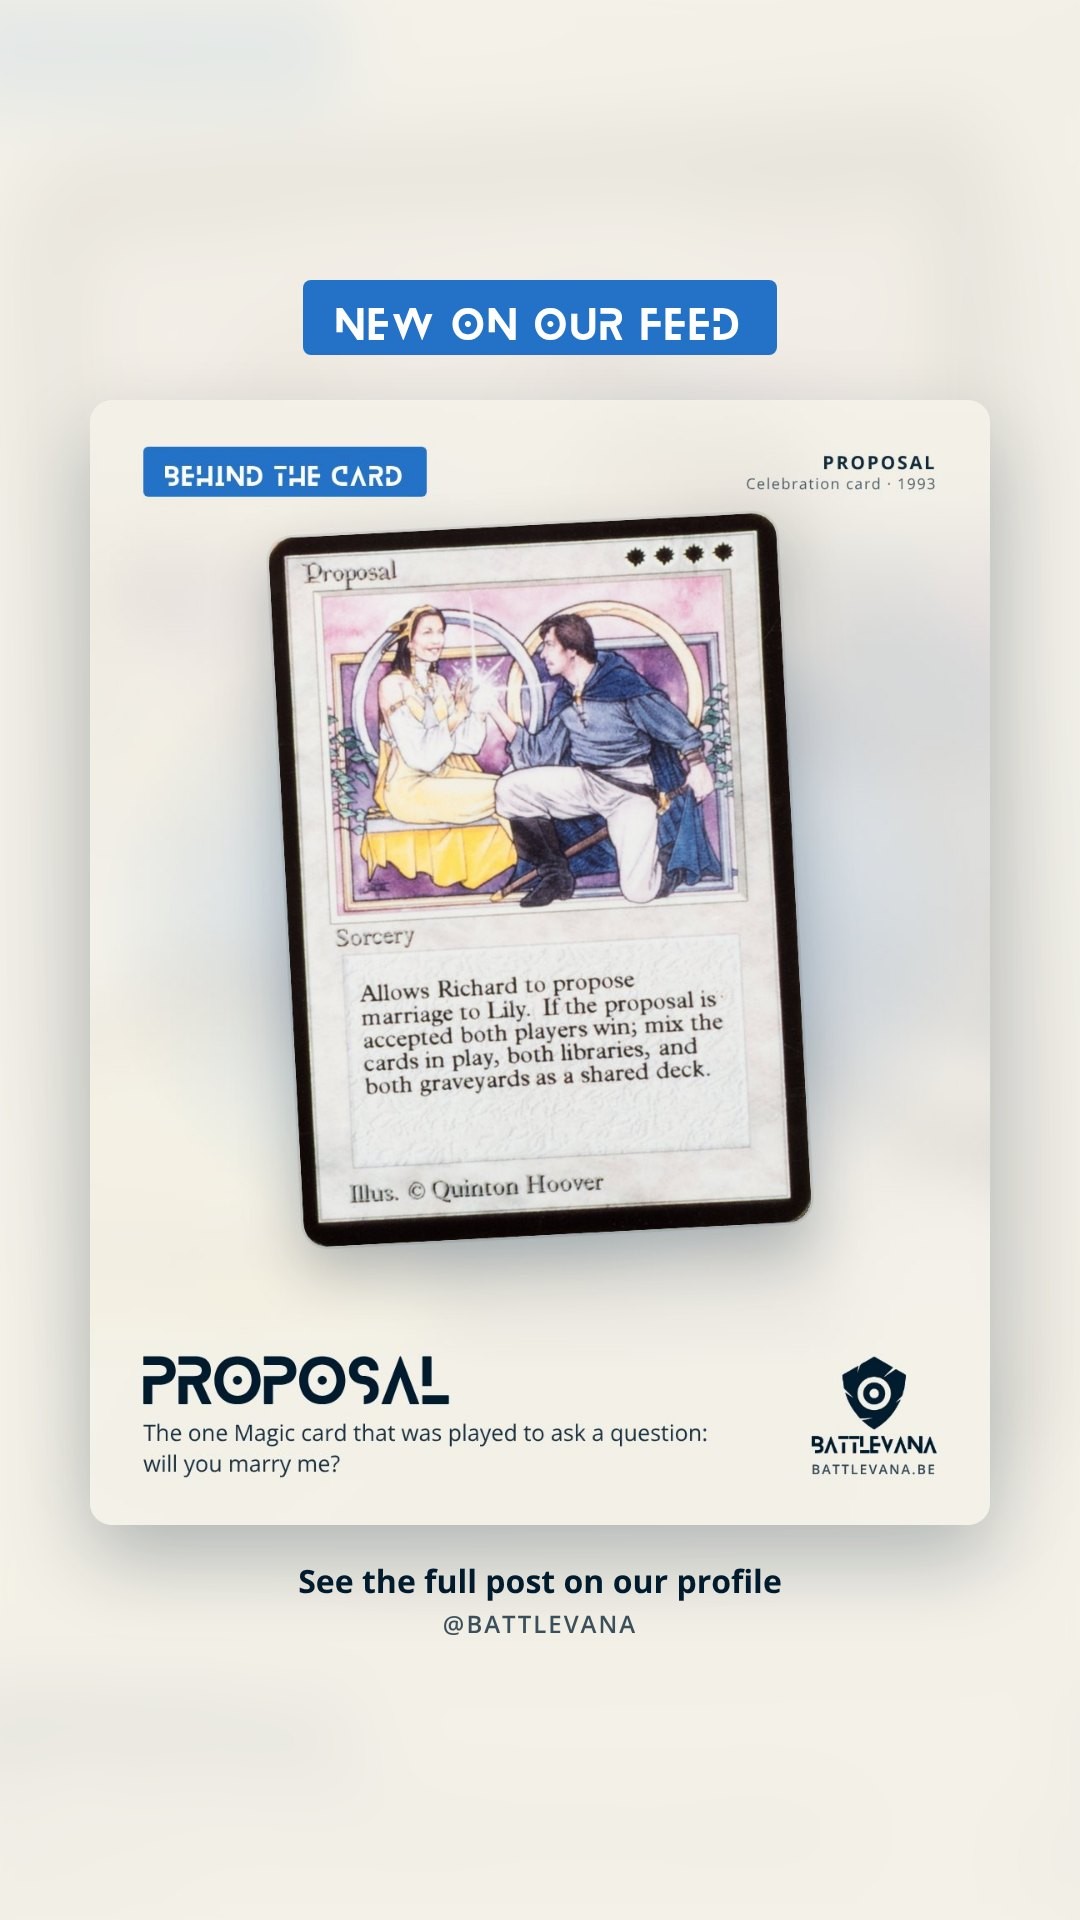 NEW ON OUR FEED
BEHIND THE CARD
PROPOSAL
Celebration card · 1993
Proposal
Sorcery
Allows Richard to propose
marriage to Lily. If the proposal is
accepted both players win; mix the
cards in play, both libraries, and
both graveyards as a shared deck.
Illus. © Quinton Hoover
PROPOSAL
The one Magic card that was played to ask a question:
will you marry me?
BATTLEVANA
BATTLEVANA.BE
See the full post on our profile
@BATTLEVANA